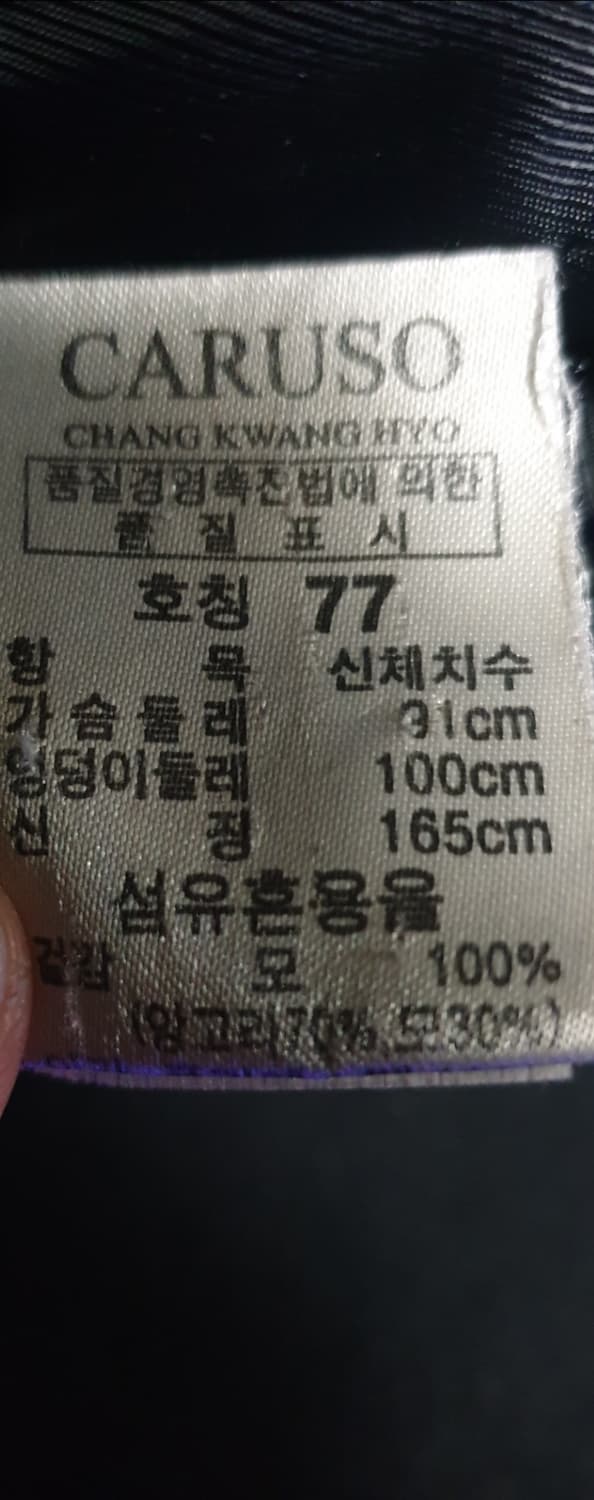 CARUSO
CHANG KWANG HYO
품질경영촉진법에 의한
품 질 표 시
호칭 77
항 목 신체치수
가슴둘레 91cm
엉덩이둘레 100cm
신 장 165cm
섬유혼용율
겉감 모 100%
(앙고라70%,모30%)